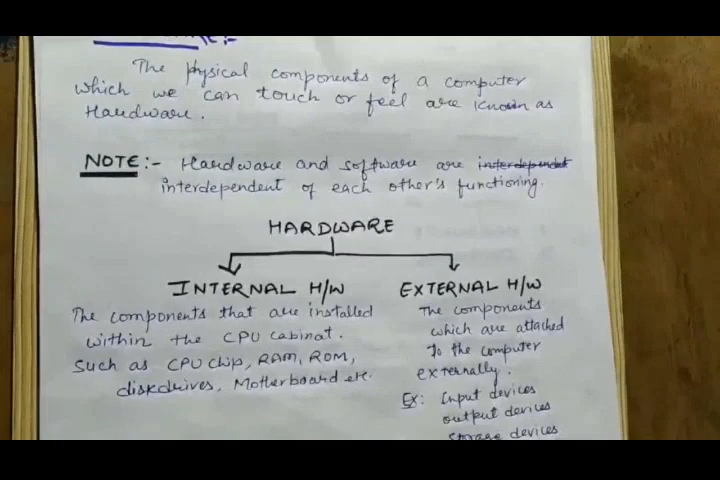 The physical components of a computer
which we can touch or feel are known as
Hardware.
NOTE:- Hardware and software are interdependent
interdependent of each other's functioning.
HARDWARE
INTERNAL H/W
The components that are installed
within the CPU cabinat.
Such as CPU chip, RAM, ROM,
diskdrives, Motherboard etc.
EXTERNAL H/W
The components
which are attached
to the computer
externally.
Ex: Input devices
output devices
storage devices